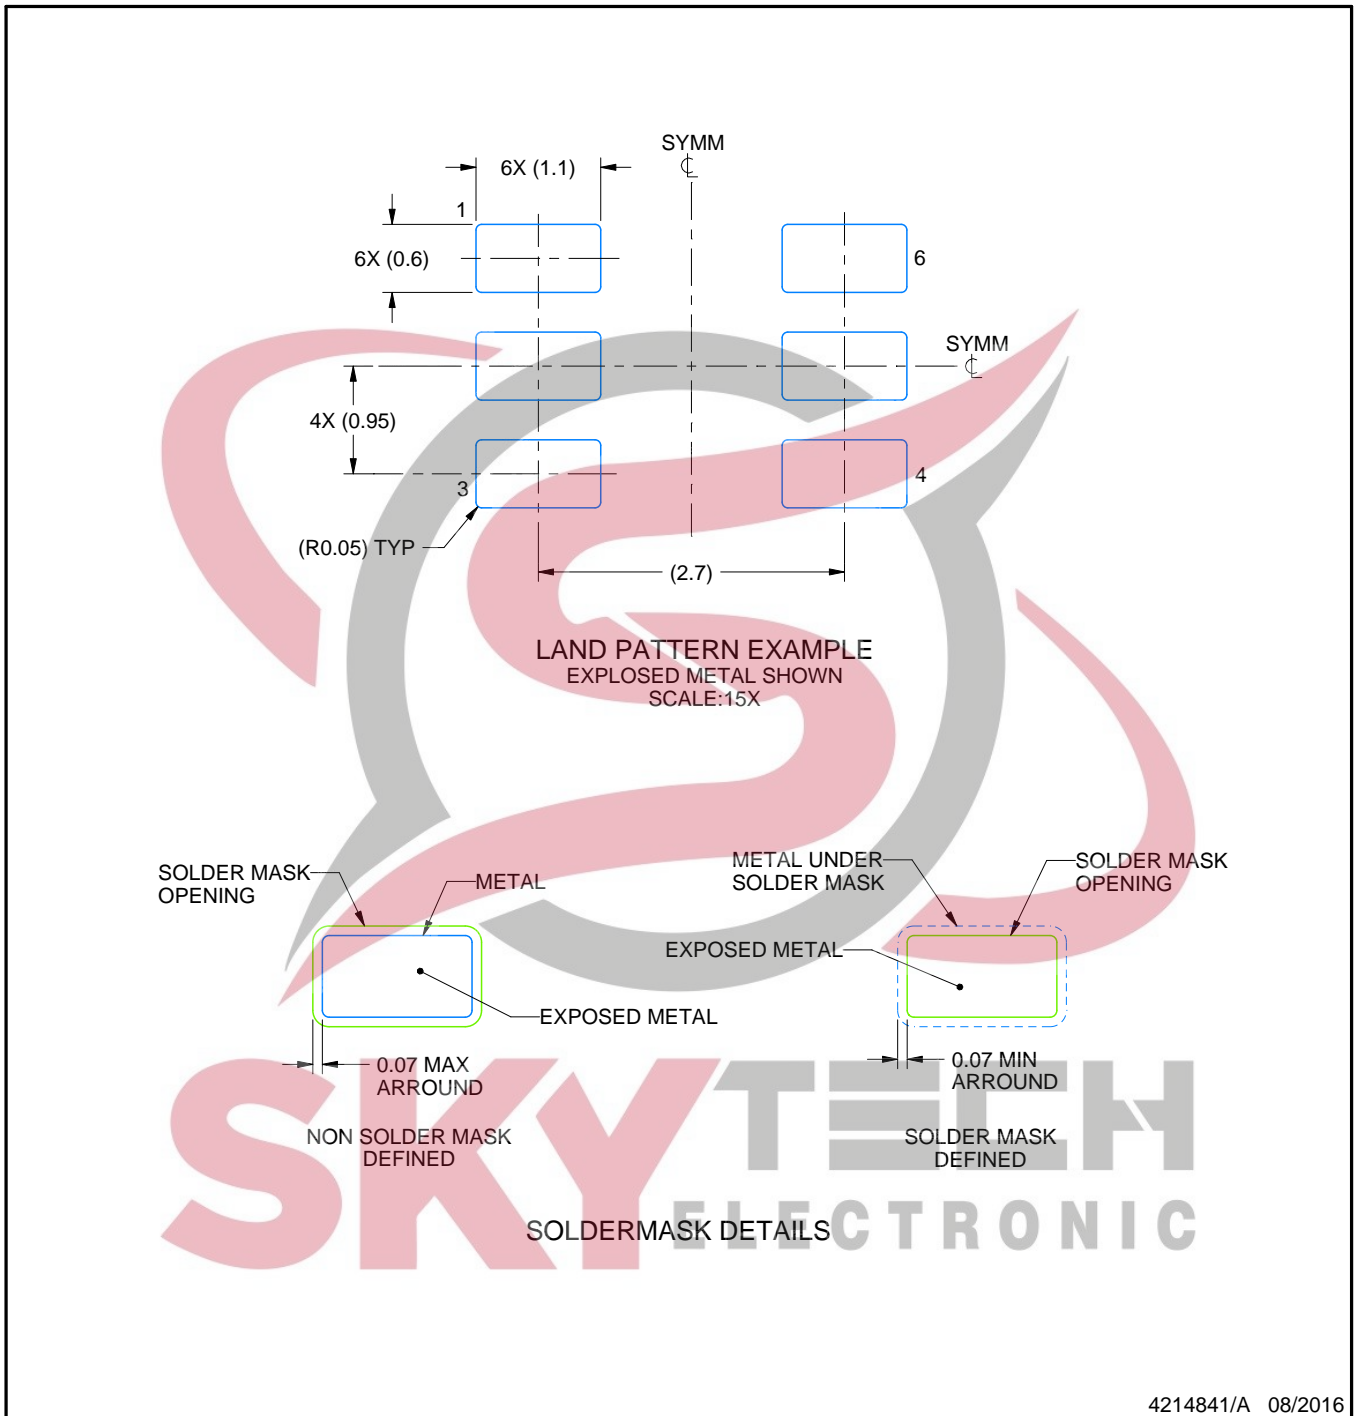 SYMM
℄
6X (1.1)
1
6X (0.6)
6
SYMM
℄
4X (0.95)
3
4
(R0.05) TYP
(2.7)
LAND PATTERN EXAMPLE
EXPLOSED METAL SHOWN
SCALE:15X
SOLDER MASK
OPENING
METAL
EXPOSED METAL
0.07 MAX
ARROUND
NON SOLDER MASK
DEFINED
METAL UNDER
SOLDER MASK
SOLDER MASK
OPENING
EXPOSED METAL
0.07 MIN
ARROUND
SOLDER MASK
DEFINED
SOLDERMASK DETAILS
SKYTECH
ELECTRONIC
4214841/A 08/2016